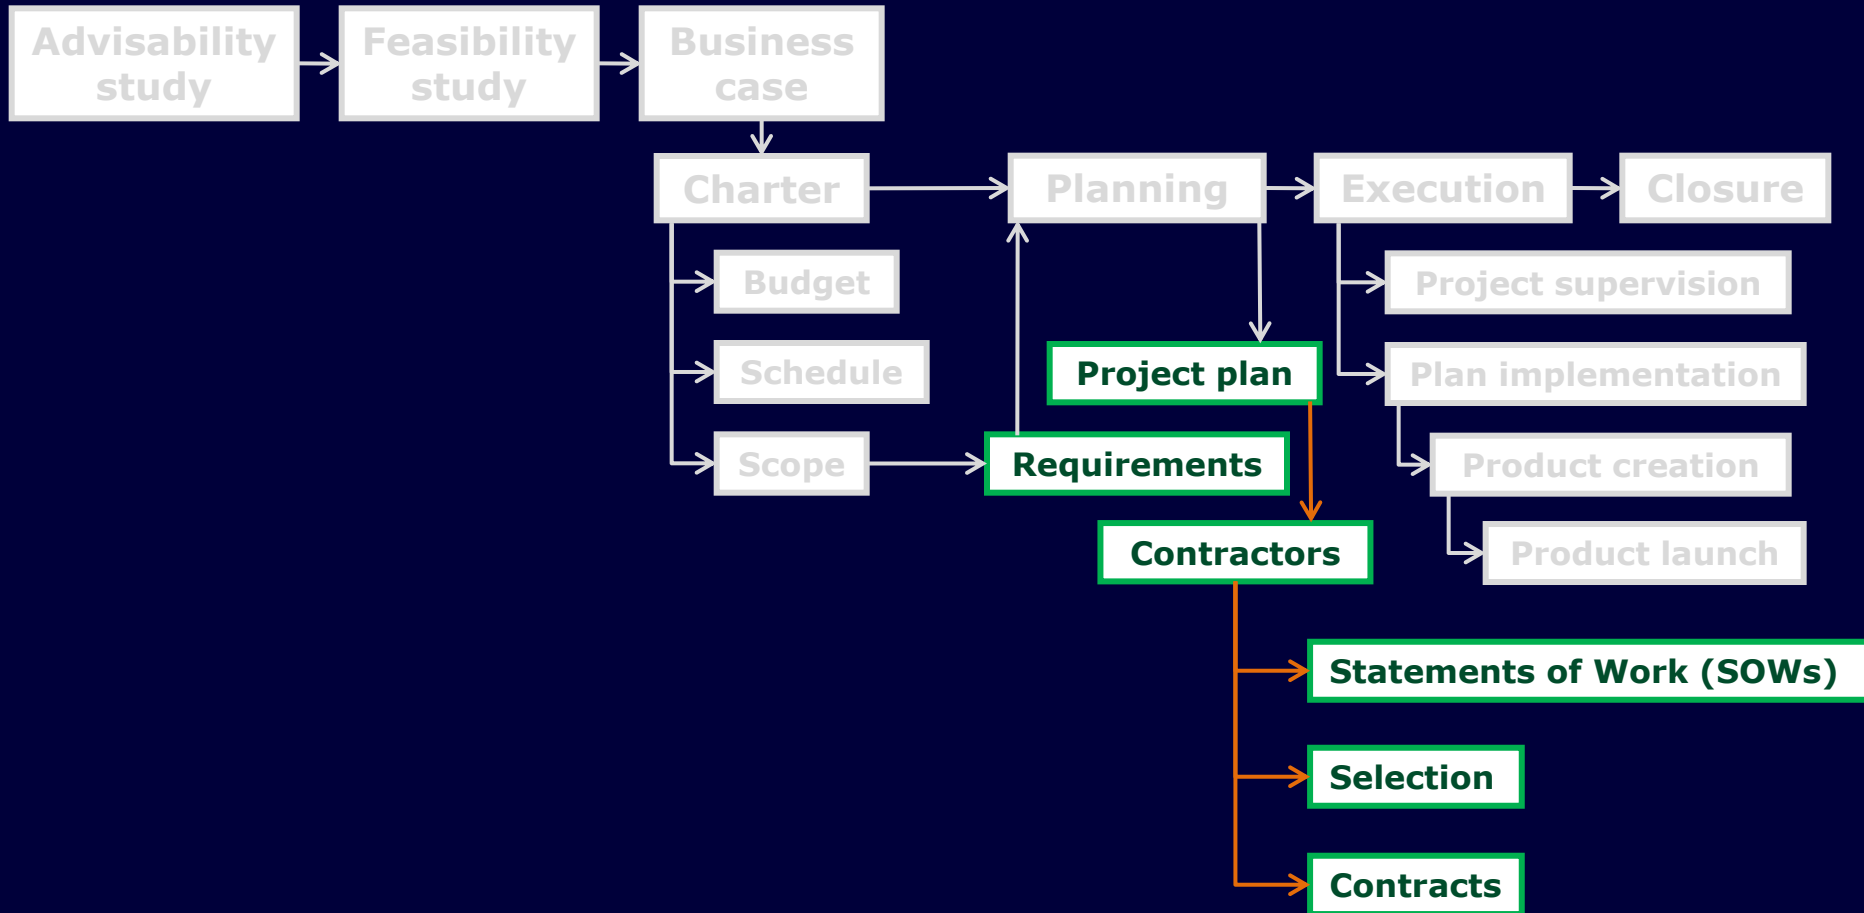 Advisability
study
Feasibility
study
Business
case
Charter
Planning
Execution
Closure
Budget
Project supervision
Schedule
Project plan
Plan implementation
Scope
Requirements
Product creation
Contractors
Product launch
Statements of Work (SOWs)
Selection
Contracts